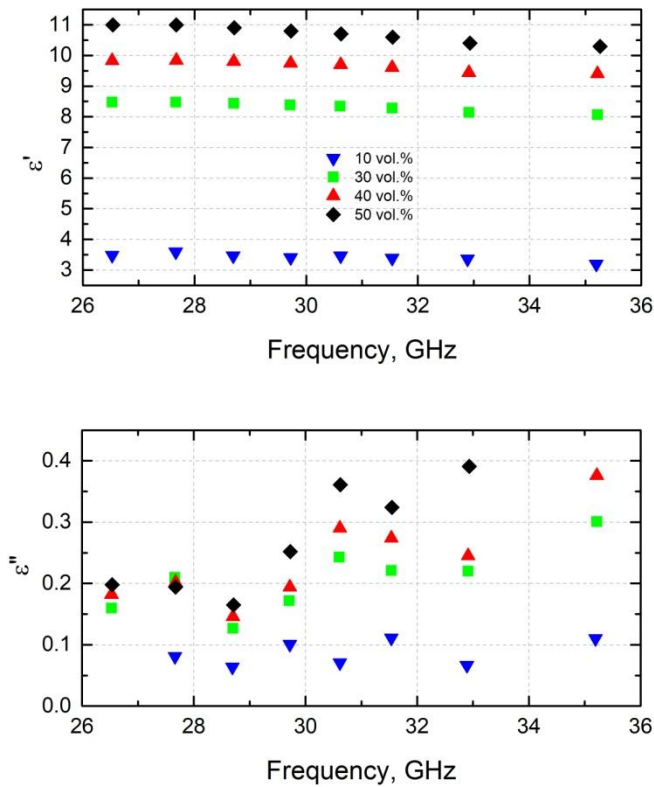 11
10
9
8
7
6
5
4
3
ε'
10 vol.%
30 vol.%
40 vol.%
50 vol.%
26 28 30 32 34 36
Frequency, GHz
0.4
0.3
0.2
0.1
0.0
ε"
26 28 30 32 34 36
Frequency, GHz